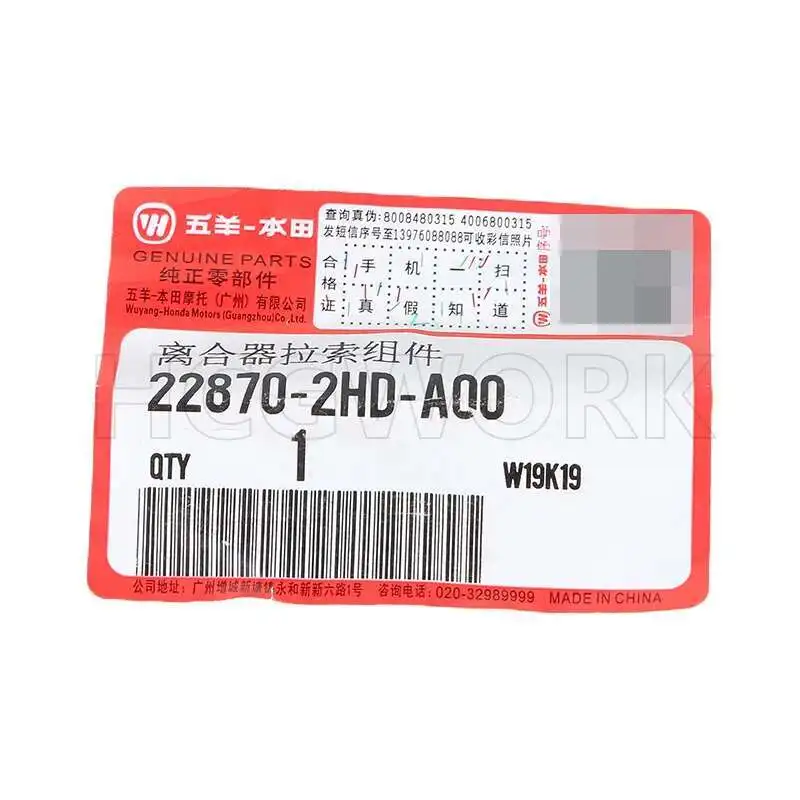 五羊-本田
GENUINE PARTS
纯正零部件
五羊-本田摩托（广州）有限公司
Wuyang-Honda Motors (Guangzhou) Co.,Ltd.
查询真伪:8008480315 4006800315
发短信序号至13976088088可收彩信照片
合格证
手机一扫
真假知道
五羊-本田
离合器拉索组件
22870-2HD-A00
QTY 1 W19K19
公司地址：广州增城新塘镇永和新新六路1号 咨询电话：020-32989999 MADE IN CHINA
HCGWORK